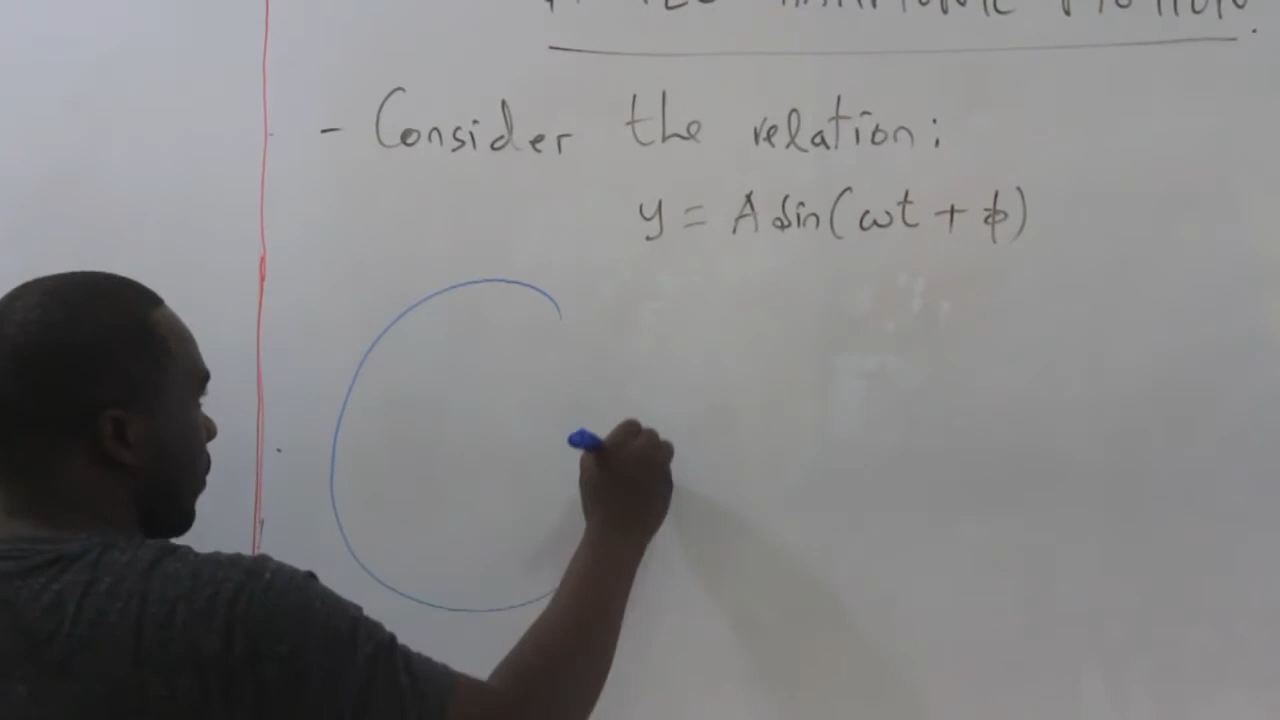 - Consider the relation:
y = A sin(ωt + φ)